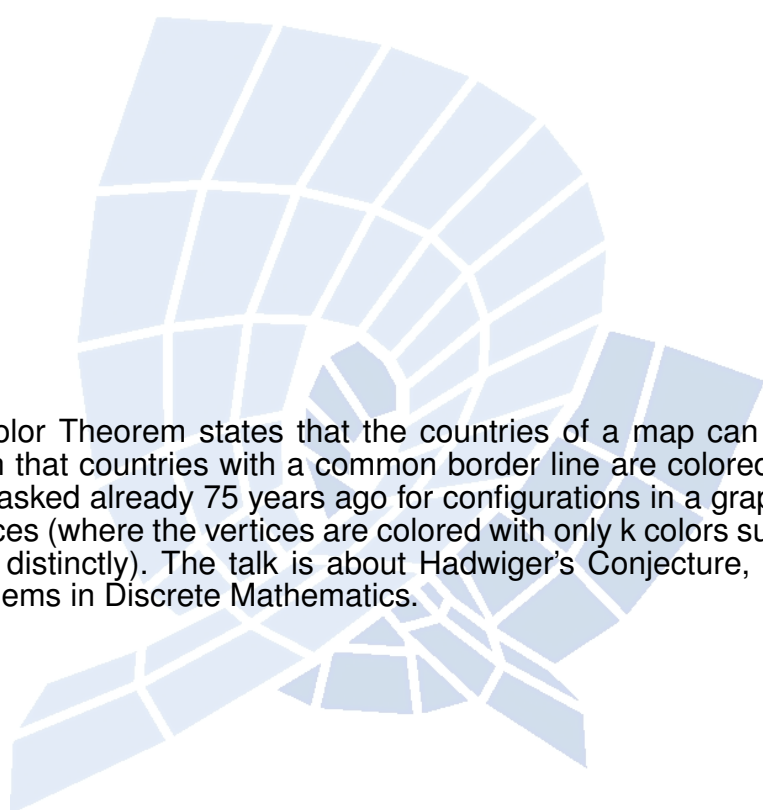 olor Theorem states that the countries of a map can
that countries with a common border line are colored
asked already 75 years ago for configurations in a grap
ces (where the vertices are colored with only k colors su
distinctly). The talk is about Hadwiger's Conjecture,
ems in Discrete Mathematics.